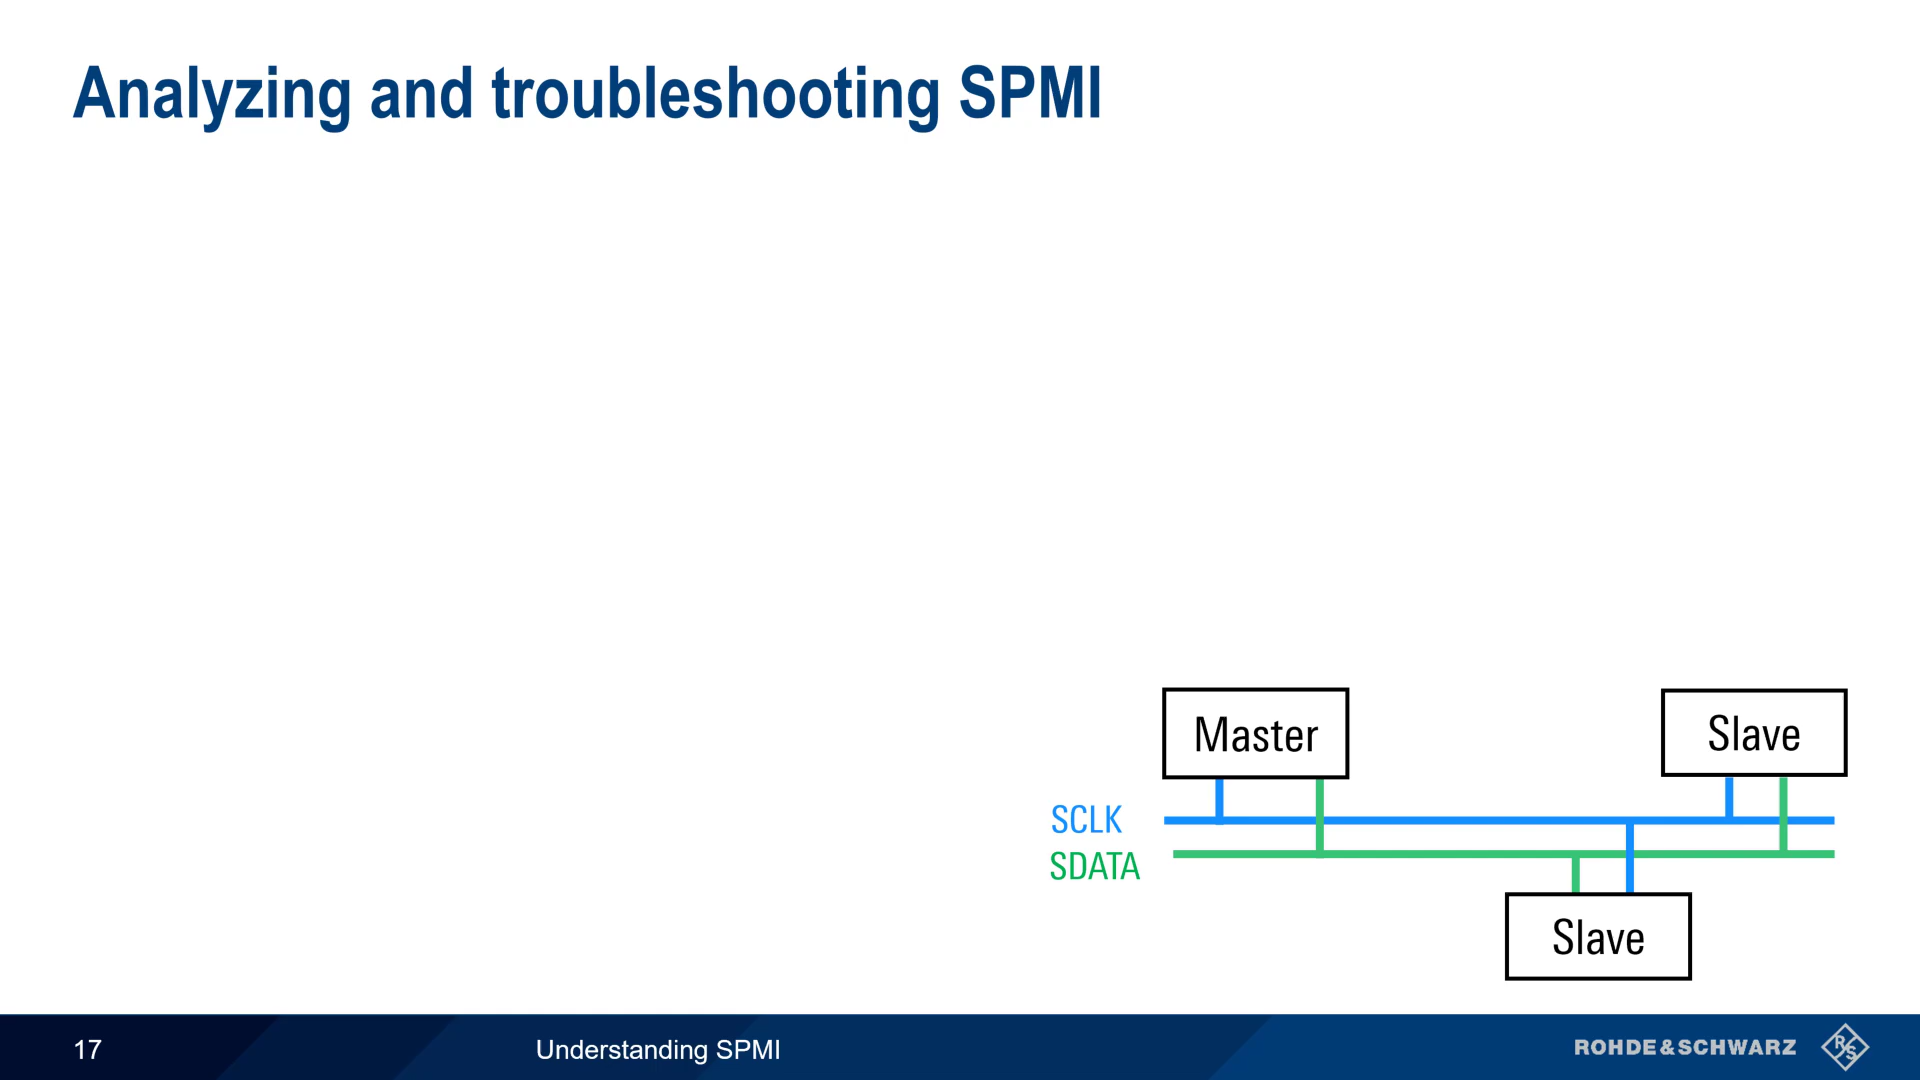 Analyzing and troubleshooting SPMI
Master
Slave
SCLK
SDATA
Slave
17
Understanding SPMI
ROHDE&SCHWARZ
R S